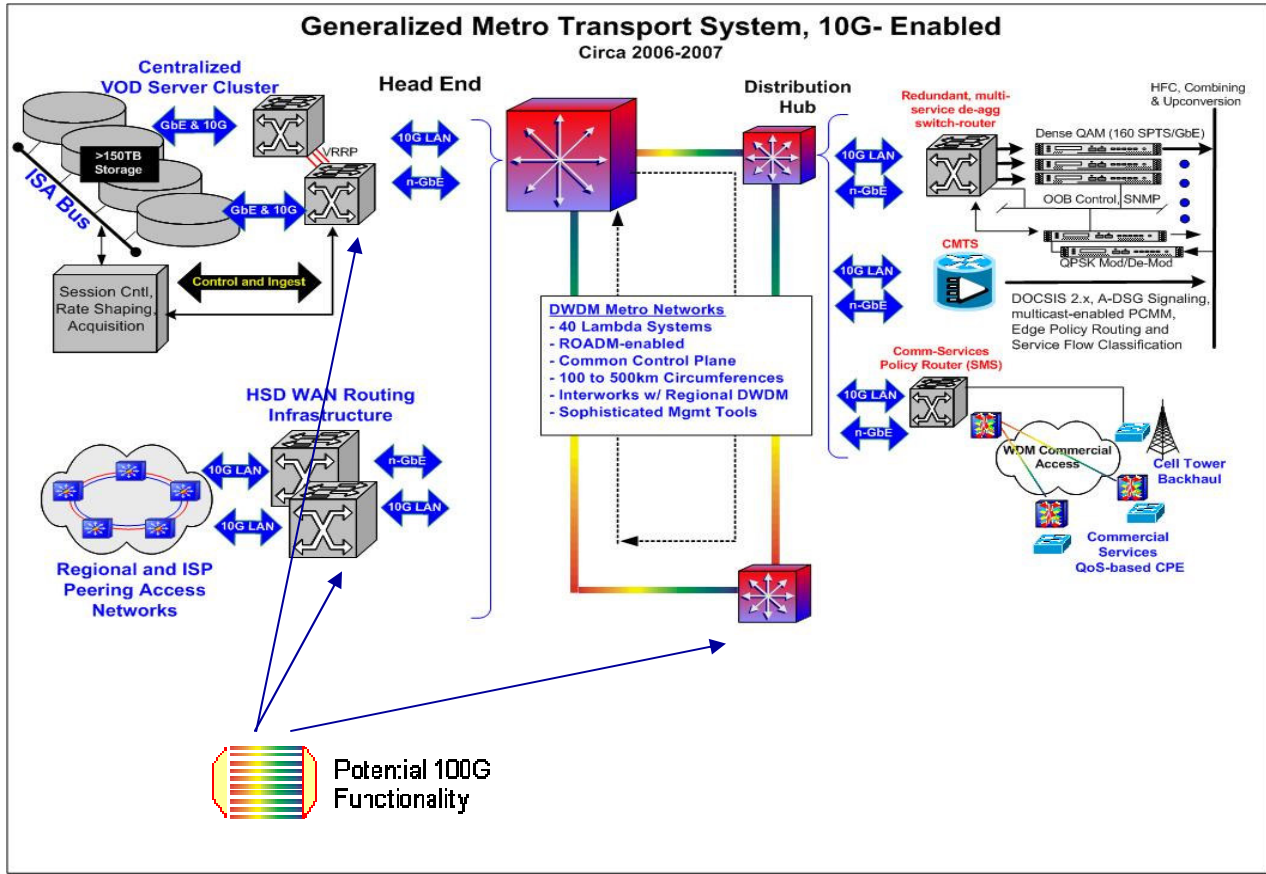 Generalized Metro Transport System, 10G- Enabled
Circa 2006-2007
Centralized
VOD Server Cluster
GbE & 10G
>150TB
Storage
ISA Bus
GbE & 10G
VRRP
Control and Ingest
Session Cntl,
Rate Shaping,
Acquisition
Head End
10G LAN
n-GbE
HSD WAN Routing
Infrastructure
10G LAN
10G LAN
n-GbE
10G LAN
Regional and ISP
Peering Access
Networks
DWDM Metro Networks
- 40 Lambda Systems
- ROADM-enabled
- Common Control Plane
- 100 to 500km Circumferences
- Interworks w/ Regional DWDM
- Sophisticated Mgmt Tools
Distribution
Hub
10G LAN
n-GbE
10G LAN
n-GbE
10G LAN
n-GbE
Redundant, multi-
service de-agg
switch-router
HFC, Combining
& Upconversion
Dense QAM (160 SPTS/GbE)
OOB Control, SNMP
QPSK Mod/De-Mod
CMTS
DOCSIS 2.x, A-DSG Signaling,
multicast-enabled PCMM,
Edge Policy Routing and
Service Flow Classification
Comm-Services
Policy Router (SMS)
WDM Commercial
Access
Cell Tower
Backhaul
Commercial
Services
QoS-based CPE
Potential 100G
Functionality